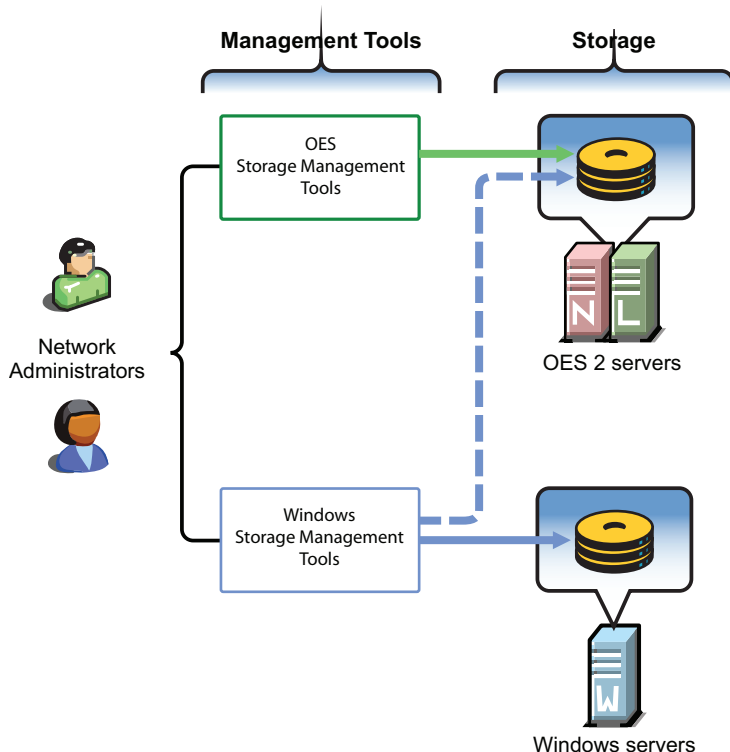 Management Tools
Storage
OES
Storage Management
Tools
N
L
Network
Administrators
OES 2 servers
Windows
Storage Management
Tools
W
Windows servers